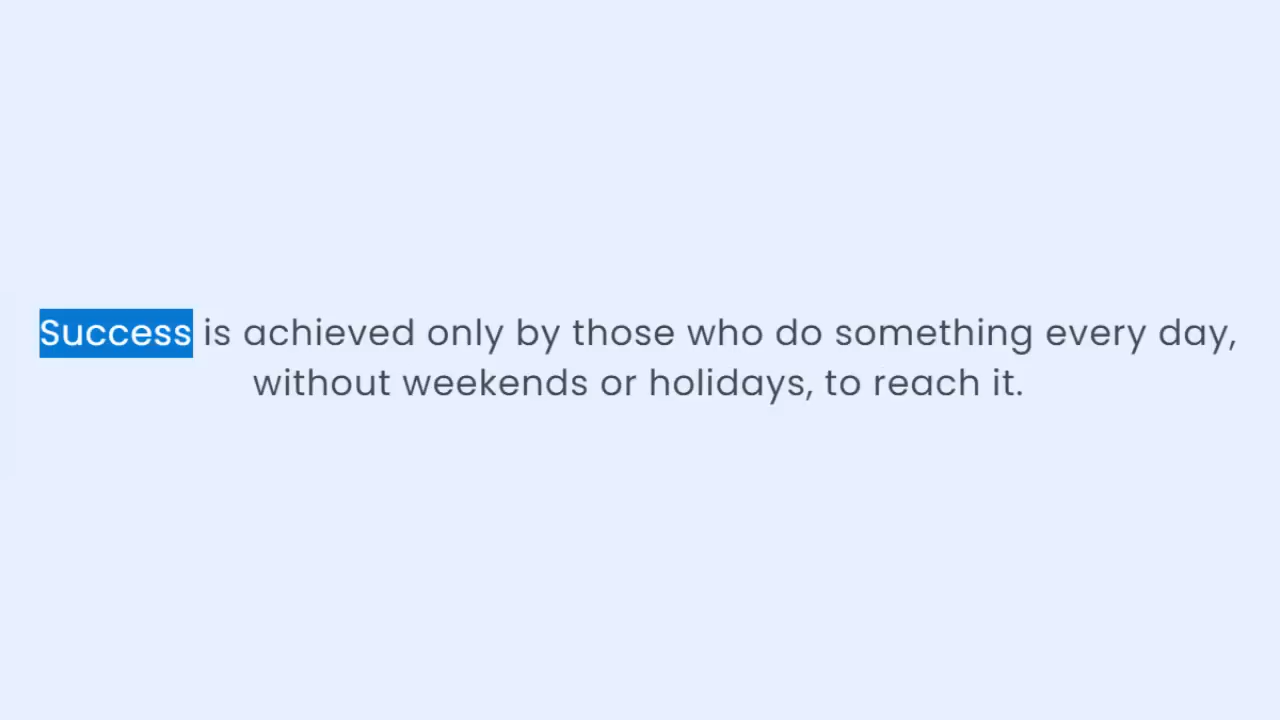 Success is achieved only by those who do something every day,
without weekends or holidays, to reach it.